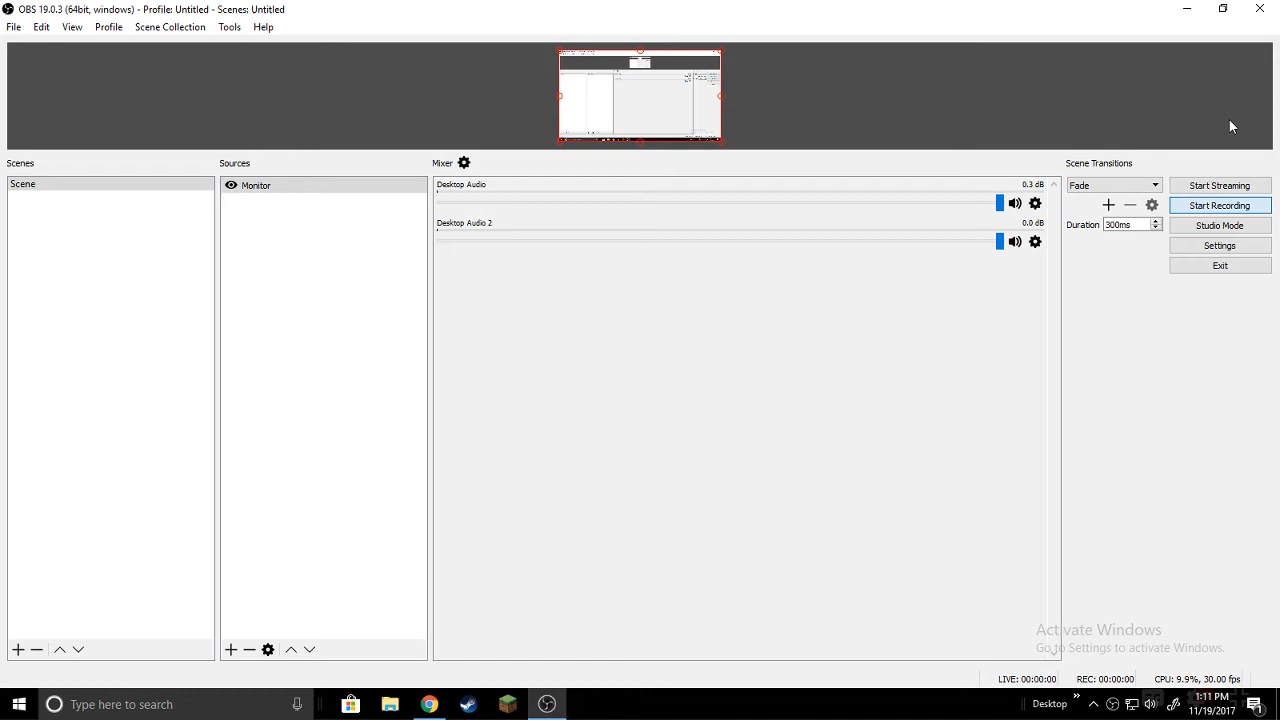 OBS 19.0.3 (64bit, windows) - Profile: Untitled - Scenes: Untitled
File Edit View Profile Scene Collection Tools Help
Scenes
Sources
Mixer
Scene Transitions
Scene
Monitor
Desktop Audio
0.3 dB
Desktop Audio 2
0.0 dB
Fade
Duration
300ms
Start Streaming
Start Recording
Studio Mode
Settings
Exit
Activate Windows
Go to Settings to activate Windows.
LIVE: 00:00:00
REC: 00:00:00
CPU: 9.9%, 30.00 fps
Type here to search
Desktop
1:11 PM
11/19/2017
1